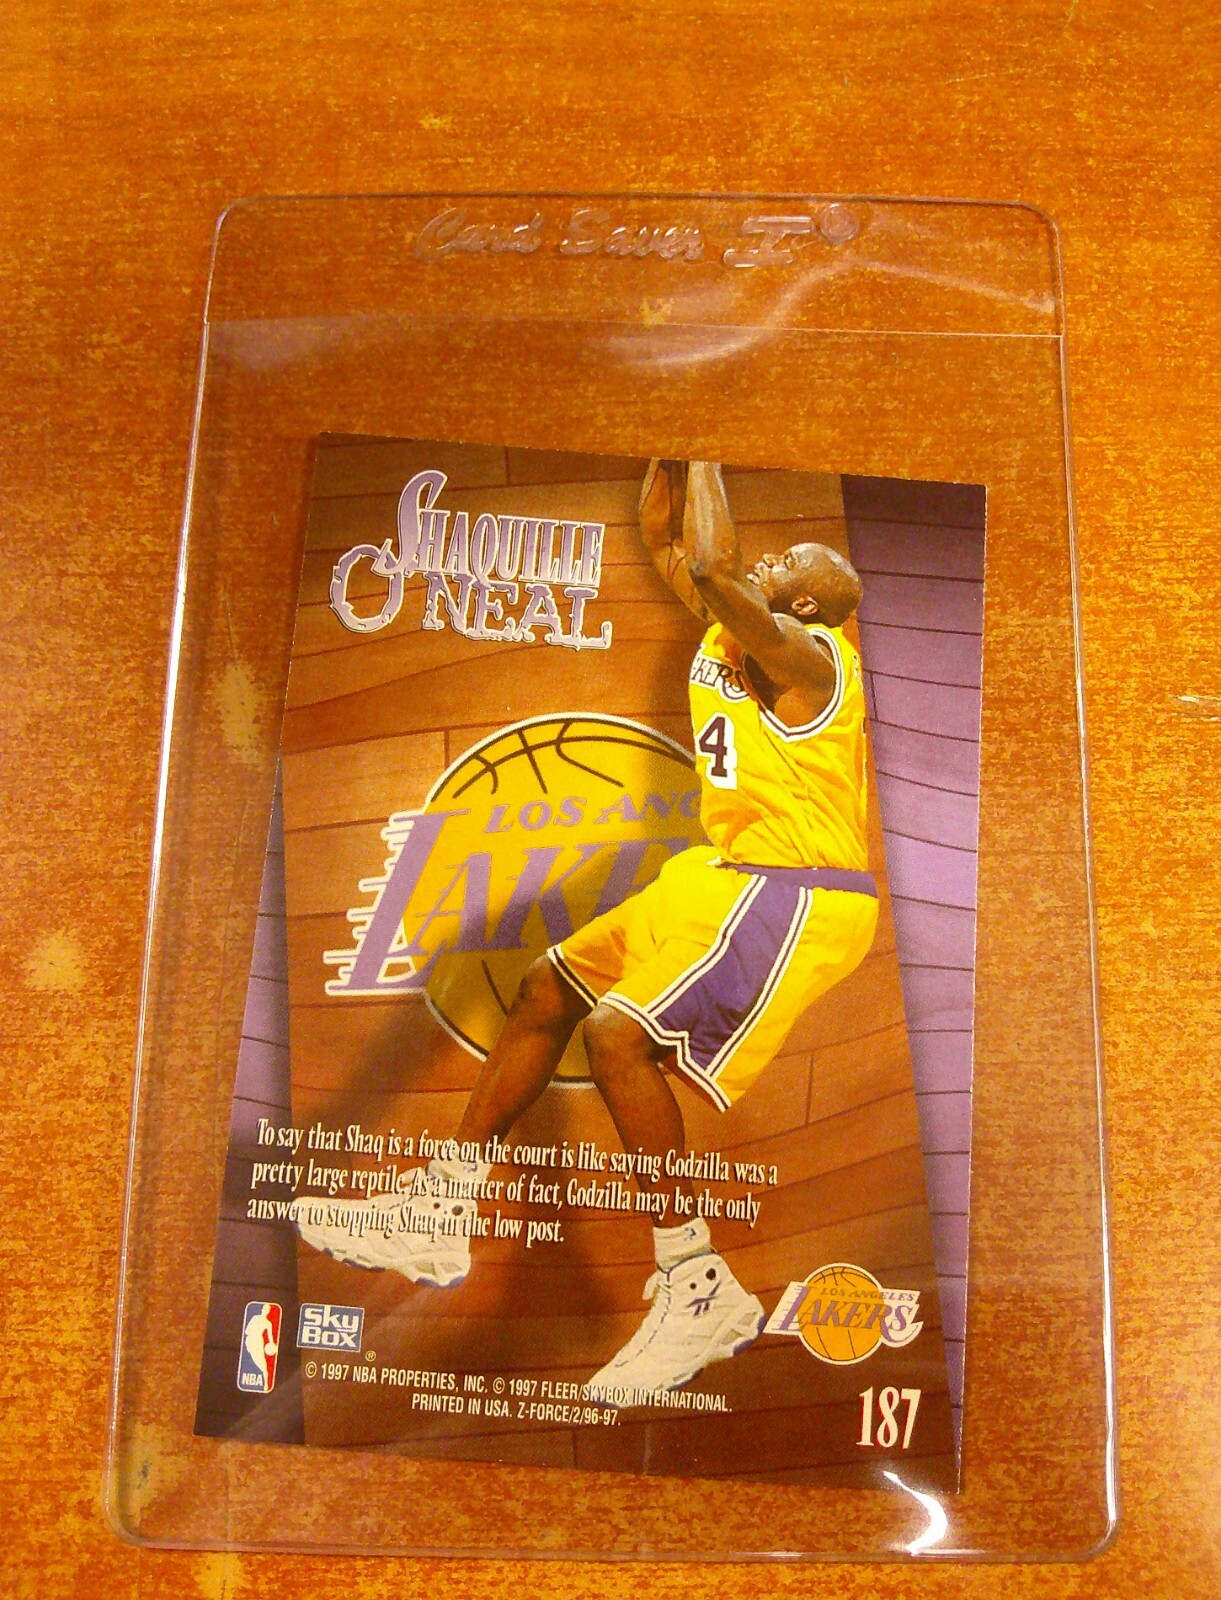 Card Saver II®
SHAQUILLE
O'NEAL
KERS
4
LOS ANG
LAKE
To say that Shaq is a force on the court is like saying Godzilla was a
pretty large reptile. As a matter of fact, Godzilla may be the only
answer to stopping Shaq in the low post.
LOS ANGELES
LAKERS
NBA
Sky
Box
®
© 1997 NBA PROPERTIES, INC. © 1997 FLEER/SKYBOX INTERNATIONAL.
PRINTED IN USA. Z-FORCE/2/96-97.
187